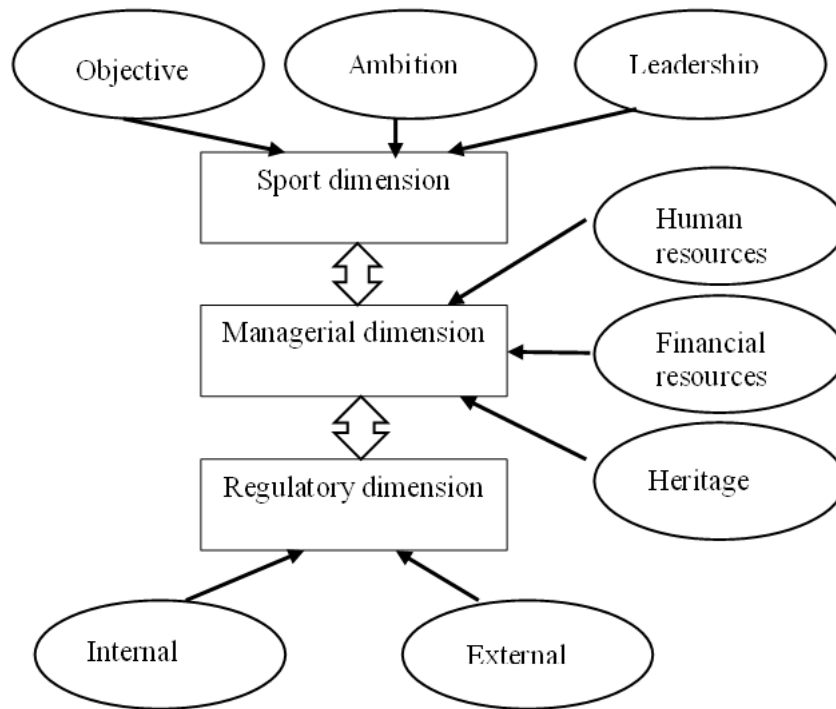 Objective
Ambition
Leadership
Sport dimension
Human
resources
Managerial dimension
Financial
resources
Regulatory dimension
Heritage
Internal
External